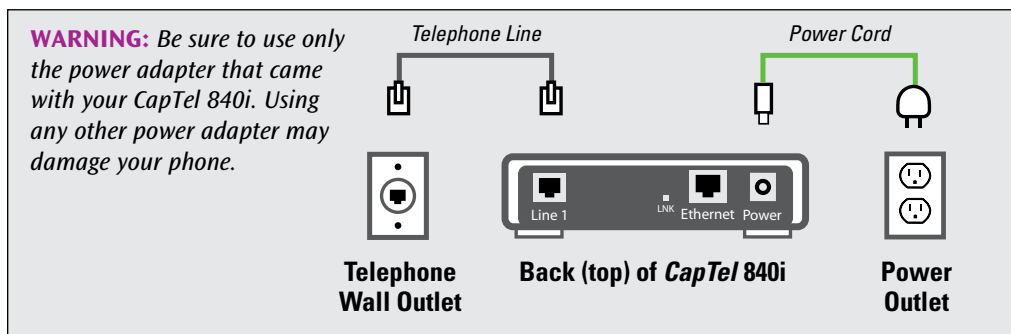 WARNING: Be sure to use only
the power adapter that came
with your CapTel 840i. Using
any other power adapter may
damage your phone.
Telephone Line
Power Cord
Line 1
LNK
Ethernet
Power
Telephone
Wall Outlet
Back (top) of CapTel 840i
Power
Outlet